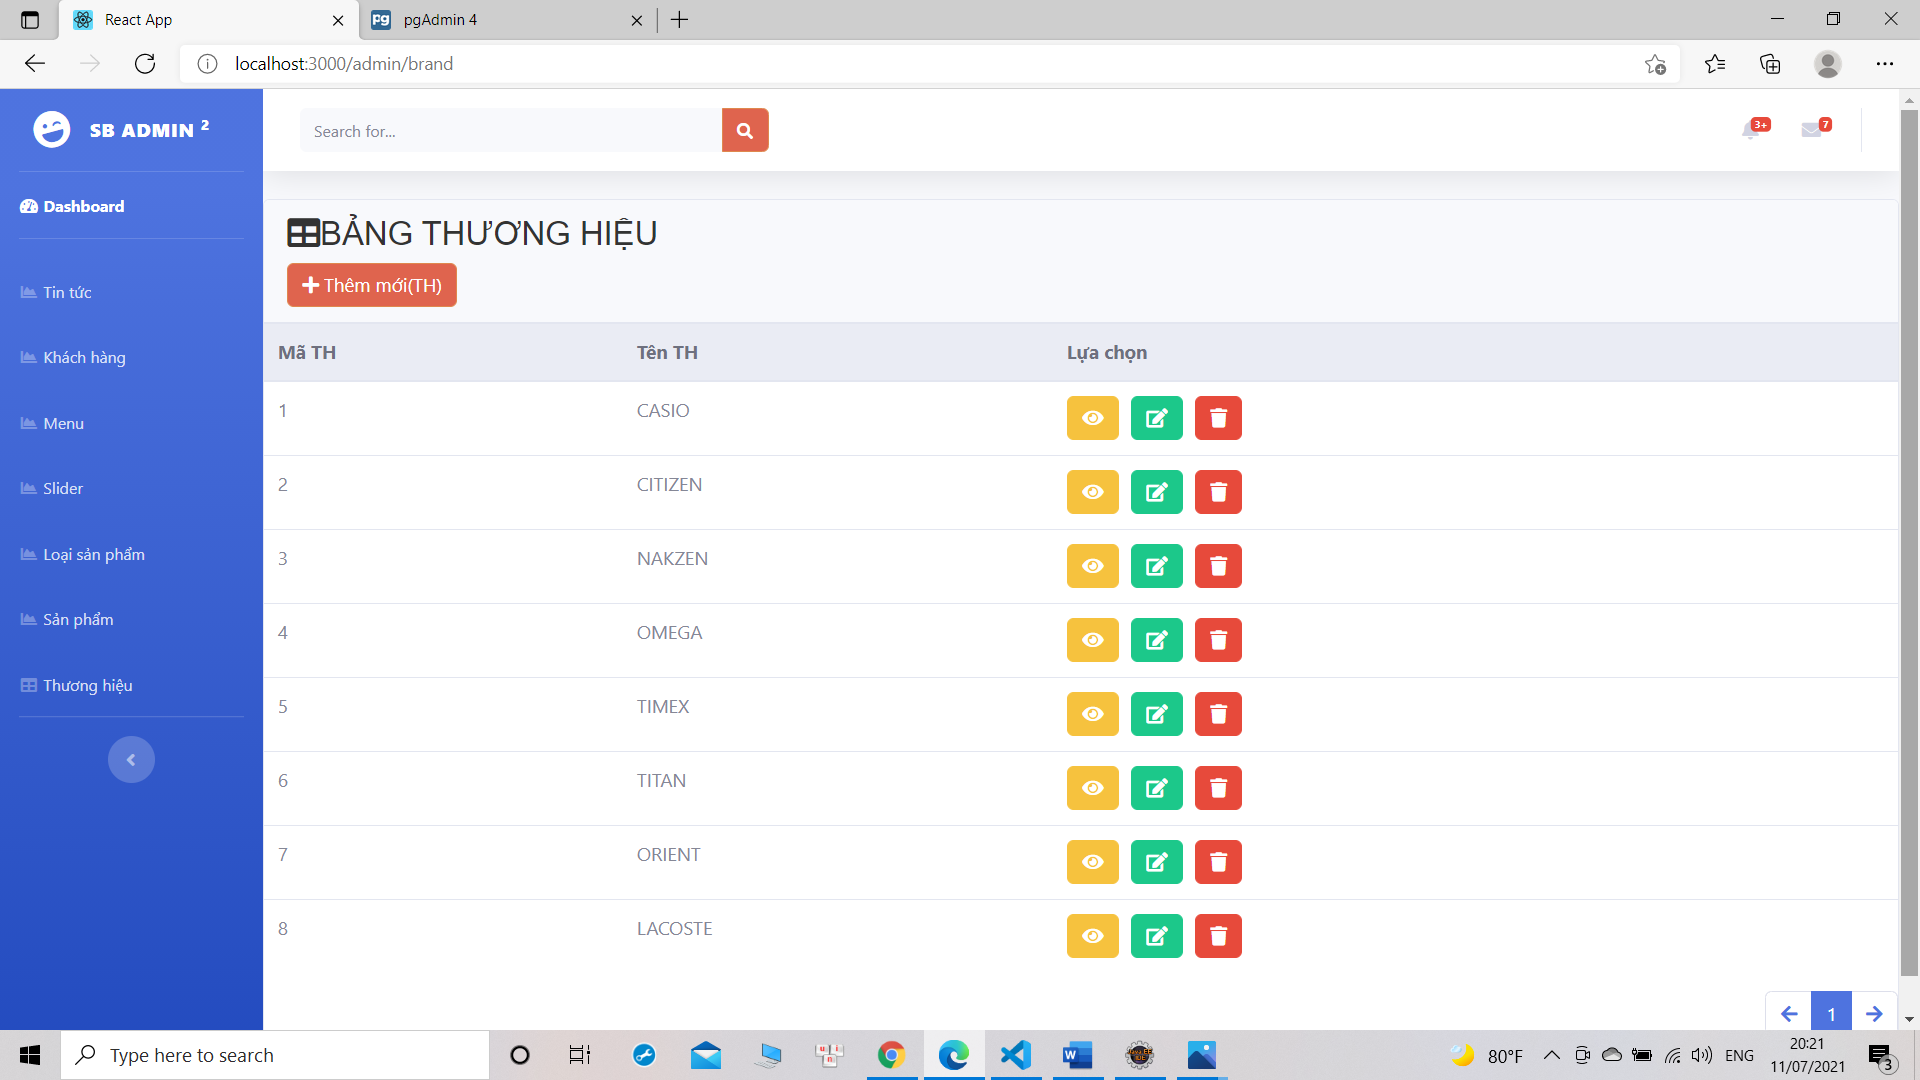 React App
pgAdmin 4
localhost:3000/admin/brand
SB ADMIN 2
Search for...
3+
7
Dashboard
Tin tức
Khách hàng
Menu
Slider
Loại sản phẩm
Sản phẩm
Thương hiệu
BẢNG THƯƠNG HIỆU
Thêm mới(TH)
Mã TH Tên TH Lựa chọn
1 CASIO
2 CITIZEN
3 NAKZEN
4 OMEGA
5 TIMEX
6 TITAN
7 ORIENT
8 LACOSTE
1
Type here to search
80°F
ENG
20:21
11/07/2021
3